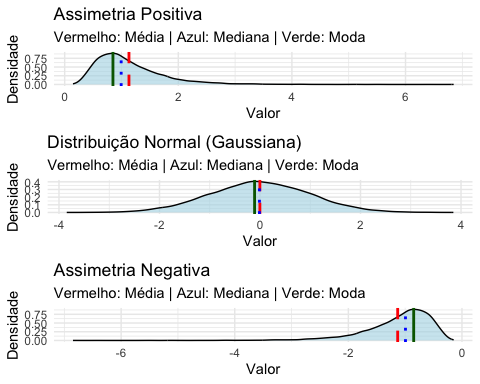 Assimetria Positiva
Vermelho: Média | Azul: Mediana | Verde: Moda
Densidade
0.75
0.50
0.25
0.00
0 2 4 6
Valor
Distribuição Normal (Gaussiana)
Vermelho: Média | Azul: Mediana | Verde: Moda
Densidade
0.4
0.3
0.2
0.1
0.0
-4 -2 0 2 4
Valor
Assimetria Negativa
Vermelho: Média | Azul: Mediana | Verde: Moda
Densidade
0.75
0.50
0.25
0.00
-6 -4 -2 0
Valor